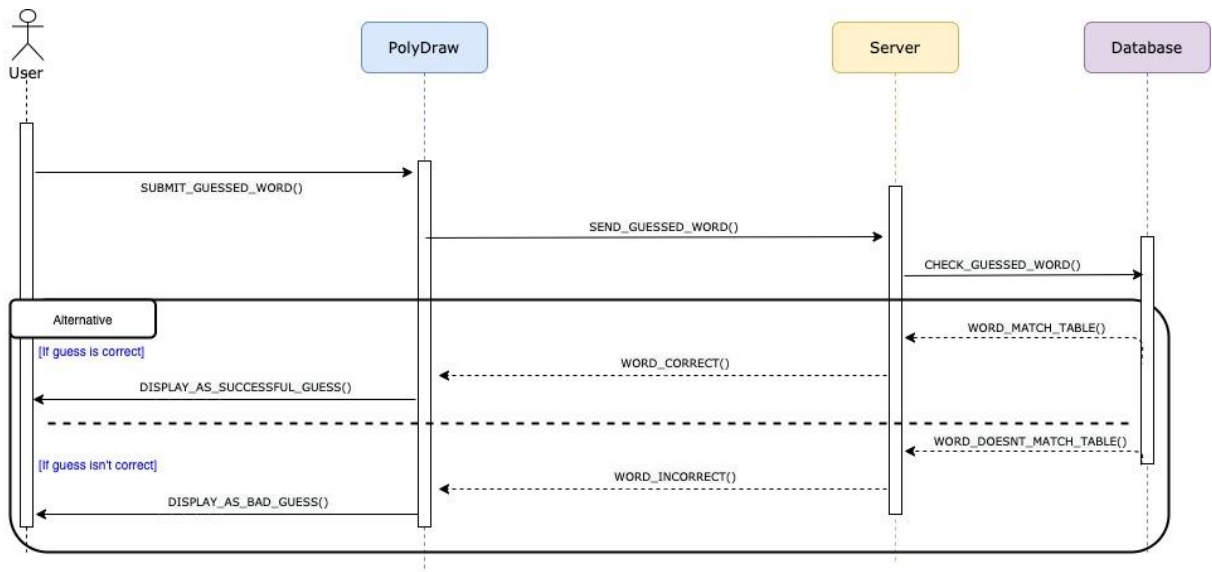 PolyDraw
Server
Database
User
SUBMIT_GUESSED_WORD()
SEND_GUESSED_WORD()
CHECK_GUESSED_WORD()
Alternative
WORD_MATCH_TABLE()
[If guess is correct]
WORD_CORRECT()
DISPLAY_AS_SUCCESSFUL_GUESS()
WORD_DOESNT_MATCH_TABLE()
[If guess isn't correct]
WORD_INCORRECT()
DISPLAY_AS_BAD_GUESS()